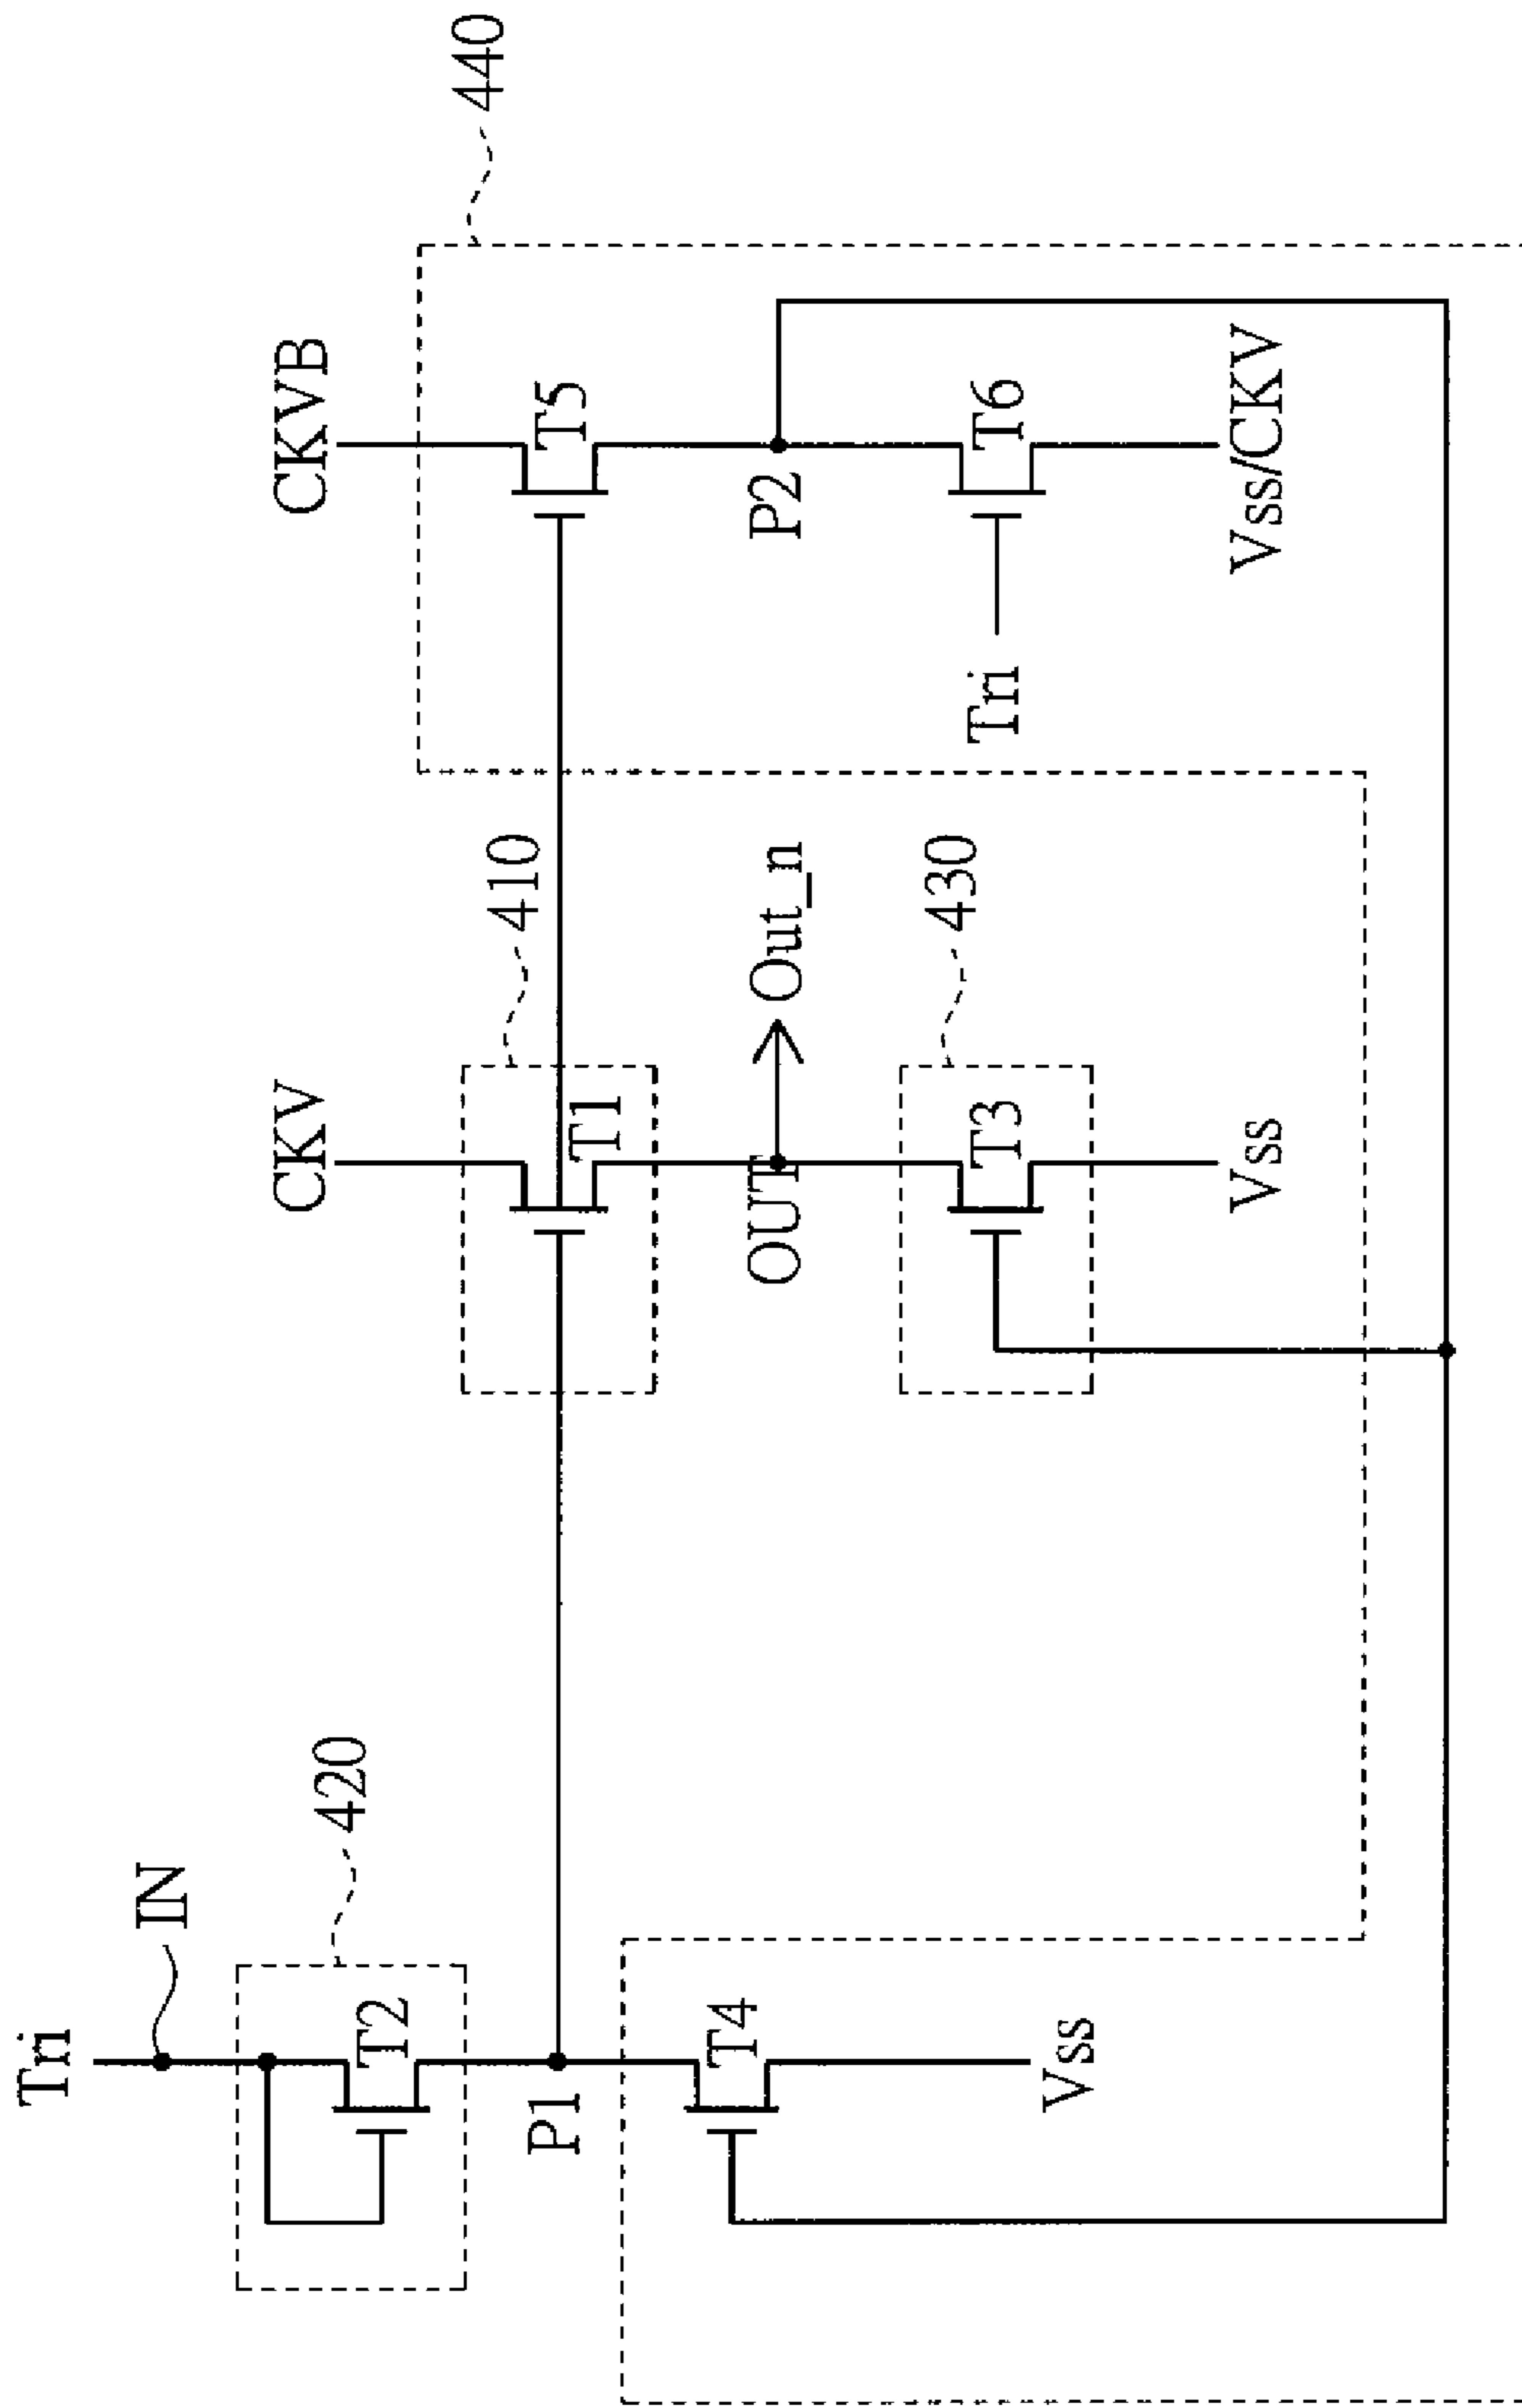 Tri
IN
CKV
CKVB
420
T2
440
410
P1
T1
T5
T4
OUT
Out_n
P2
430
T3
Tri
T6
Vss
Vss
Vss/CKV